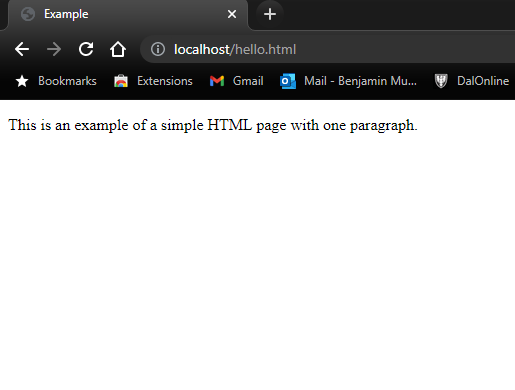 Example
localhost/hello.html
Bookmarks Extensions Gmail Mail - Benjamin Mu... DalOnline
This is an example of a simple HTML page with one paragraph.